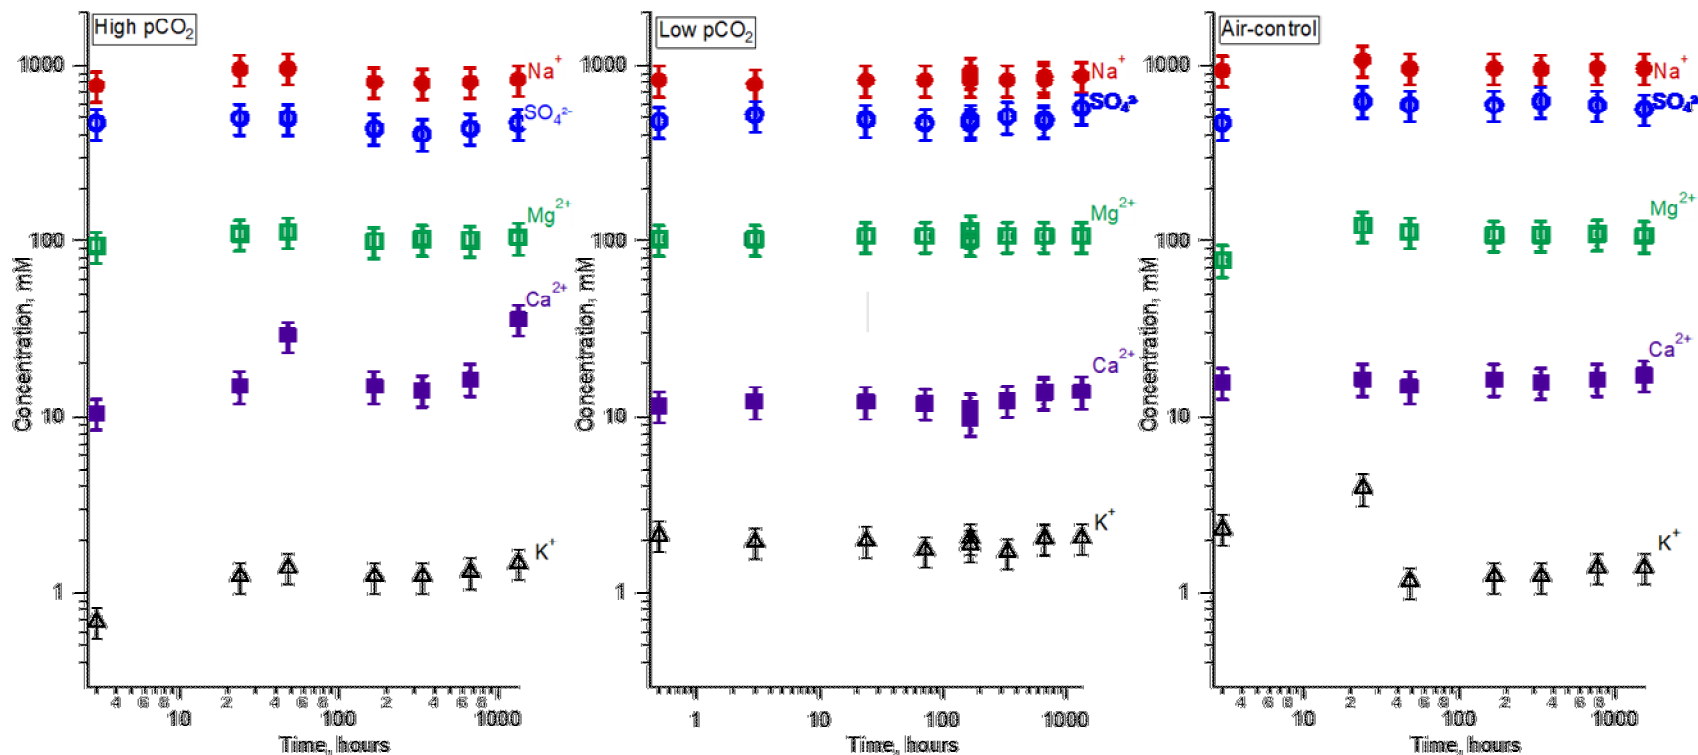 High pCO₂
Concentration, mM
1000
100
10
1
Na⁺
SO₄²⁻
Mg²⁺
Ca²⁺
K⁺
4 6 8 2 4 6 8 2 4 6 8
10 100 1000
Time, hours
Low pCO₂
Concentration, mM
1000
100
10
1
Na⁺
SO₄²⁻
Mg²⁺
Ca²⁺
K⁺
1 10 100 1000
Time, hours
Air-control
Concentration, mM
1000
100
10
1
Na⁺
SO₄²⁻
Mg²⁺
Ca²⁺
K⁺
4 6 8 2 4 6 8 2 4 6 8
10 100 1000
Time, hours